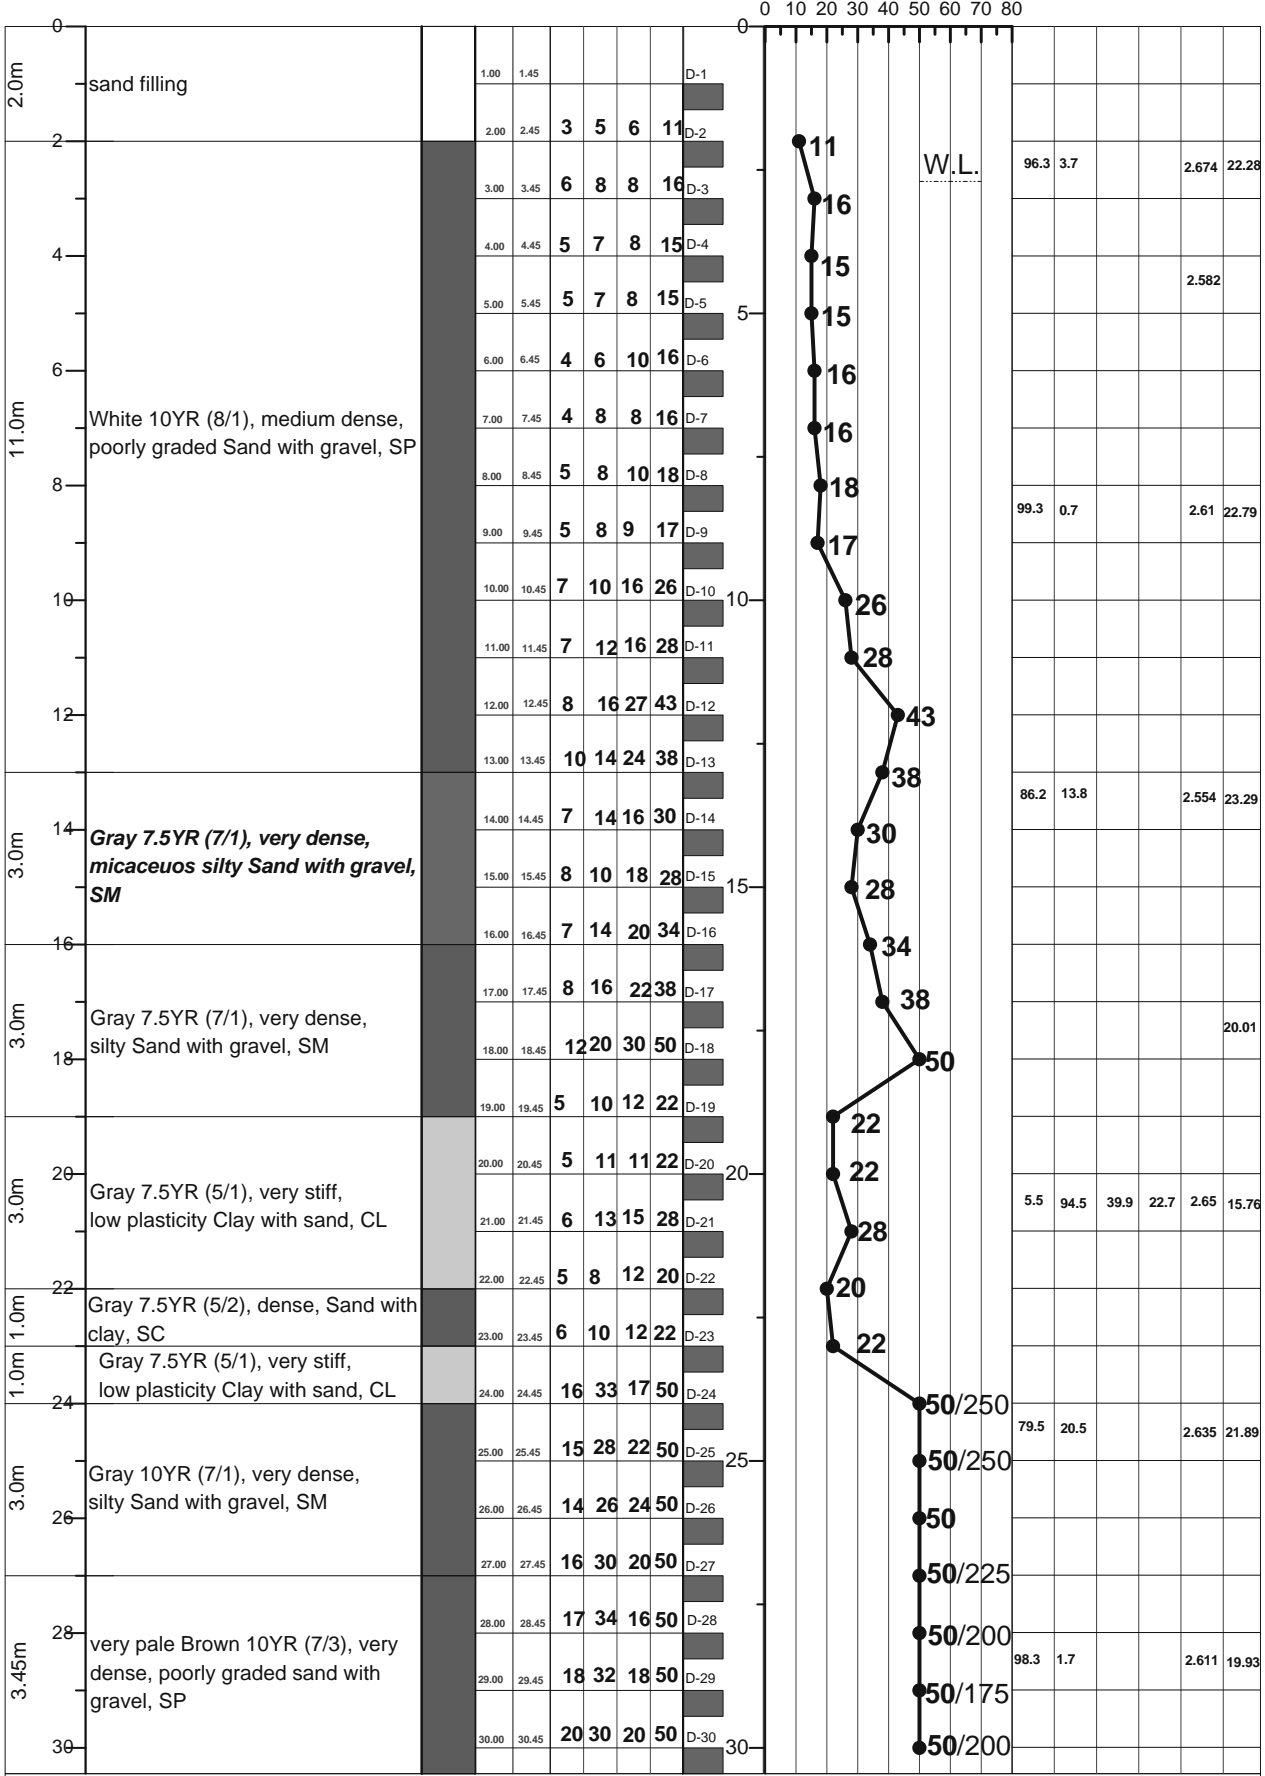 0 10 20 30 40 50 60 70 80
0 0
2.0m sand filling 1.00 1.45 D-1
2.00 2.45 3 5 6 11 D-2
2 11 W.L. 96.3 3.7 2.674 22.28
3.00 3.45 6 8 8 16 D-3
16
4.00 4.45 5 7 8 15 D-4
4 15 2.582
5.00 5.45 5 7 8 15 D-5
5 15
6.00 6.45 4 6 10 16 D-6
6 16
11.0m White 10YR (8/1), medium dense, 7.00 7.45 4 8 8 16 D-7
poorly graded Sand with gravel, SP 16
8.00 8.45 5 8 10 18 D-8
8 18 99.3 0.7 2.61 22.79
9.00 9.45 5 8 9 17 D-9
17
10.00 10.45 7 10 16 26 D-10
10 10 26
11.00 11.45 7 12 16 28 D-11
28
12.00 12.45 8 16 27 43 D-12
12 43
13.00 13.45 10 14 24 38 D-13
38 86.2 13.8 2.554 23.29
14.00 14.45 7 14 16 30 D-14
14 30
3.0m Gray 7.5YR (7/1), very dense,
micaceuos silty Sand with gravel,
SM
15.00 15.45 8 10 18 28 D-15
15 28
16.00 16.45 7 14 20 34 D-16
16 34
17.00 17.45 8 16 22 38 D-17
38
3.0m Gray 7.5YR (7/1), very dense,
silty Sand with gravel, SM 20.01
18.00 18.45 12 20 30 50 D-18
18 50
19.00 19.45 5 10 12 22 D-19
22
20.00 20.45 5 11 11 22 D-20
20 20 22
3.0m Gray 7.5YR (5/1), very stiff, 5.5 94.5 39.9 22.7 2.65 15.76
low plasticity Clay with sand, CL
21.00 21.45 6 13 15 28 D-21
28
22.00 22.45 5 8 12 20 D-22
22 20
1.0m Gray 7.5YR (5/2), dense, Sand with
clay, SC 23.00 23.45 6 10 12 22 D-23
22
1.0m Gray 7.5YR (5/1), very stiff,
low plasticity Clay with sand, CL 24.00 24.45 16 33 17 50 D-24
24 50/250
79.5 20.5 2.635 21.89
25.00 25.45 15 28 22 50 D-25
25 50/250
3.0m Gray 10YR (7/1), very dense,
silty Sand with gravel, SM 26.00 26.45 14 26 24 50 D-26
26 50
27.00 27.45 16 30 20 50 D-27
50/225
28.00 28.45 17 34 16 50 D-28
28 50/200
3.45m very pale Brown 10YR (7/3), very 98.3 1.7 2.611 19.93
dense, poorly graded sand with 29.00 29.45 18 32 18 50 D-29
gravel, SP 50/175
30.00 30.45 20 30 20 50 D-30
30 30 50/200